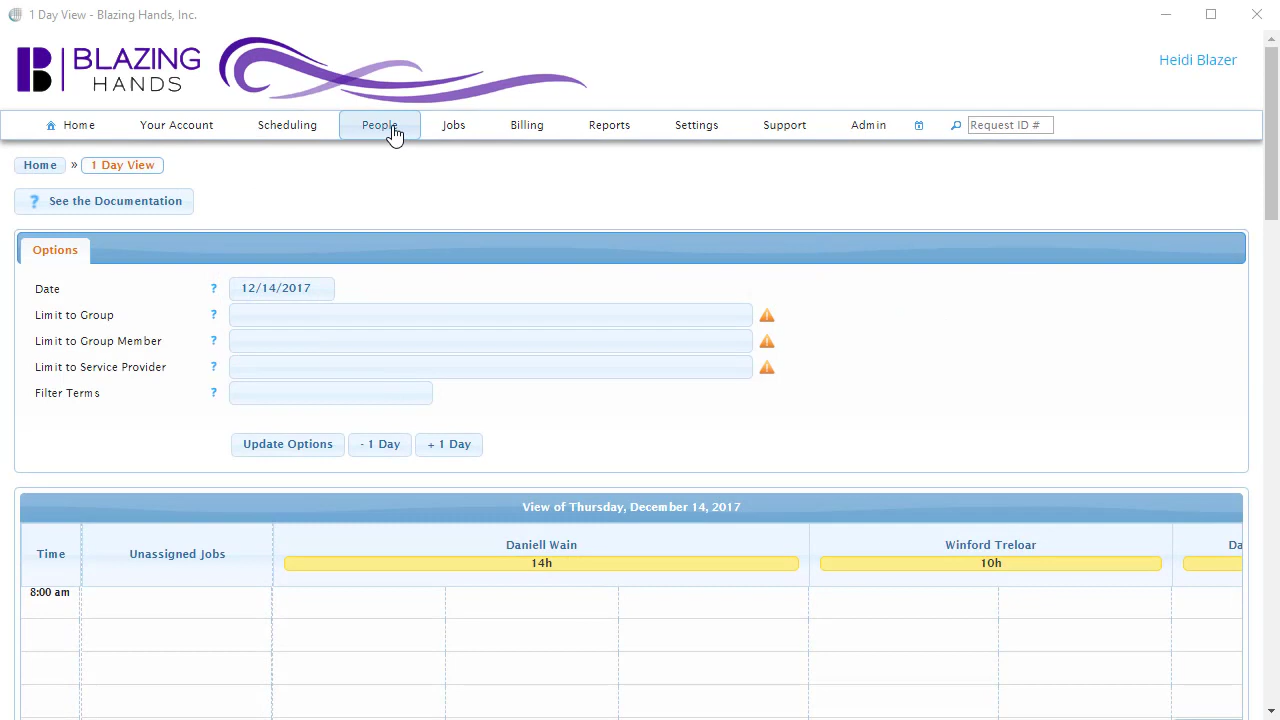 1 Day View - Blazing Hands, Inc.
BLAZING
HANDS
Heidi Blazer
Home Your Account Scheduling People Jobs Billing Reports Settings Support Admin Request ID #
Home » 1 Day View
? See the Documentation
Options
Date ? 12/14/2017
Limit to Group ?
Limit to Group Member ?
Limit to Service Provider ?
Filter Terms ?
Update Options - 1 Day + 1 Day
View of Thursday, December 14, 2017
Time Unassigned Jobs Daniell Wain Winford Treloar Da
14h 10h
8:00 am